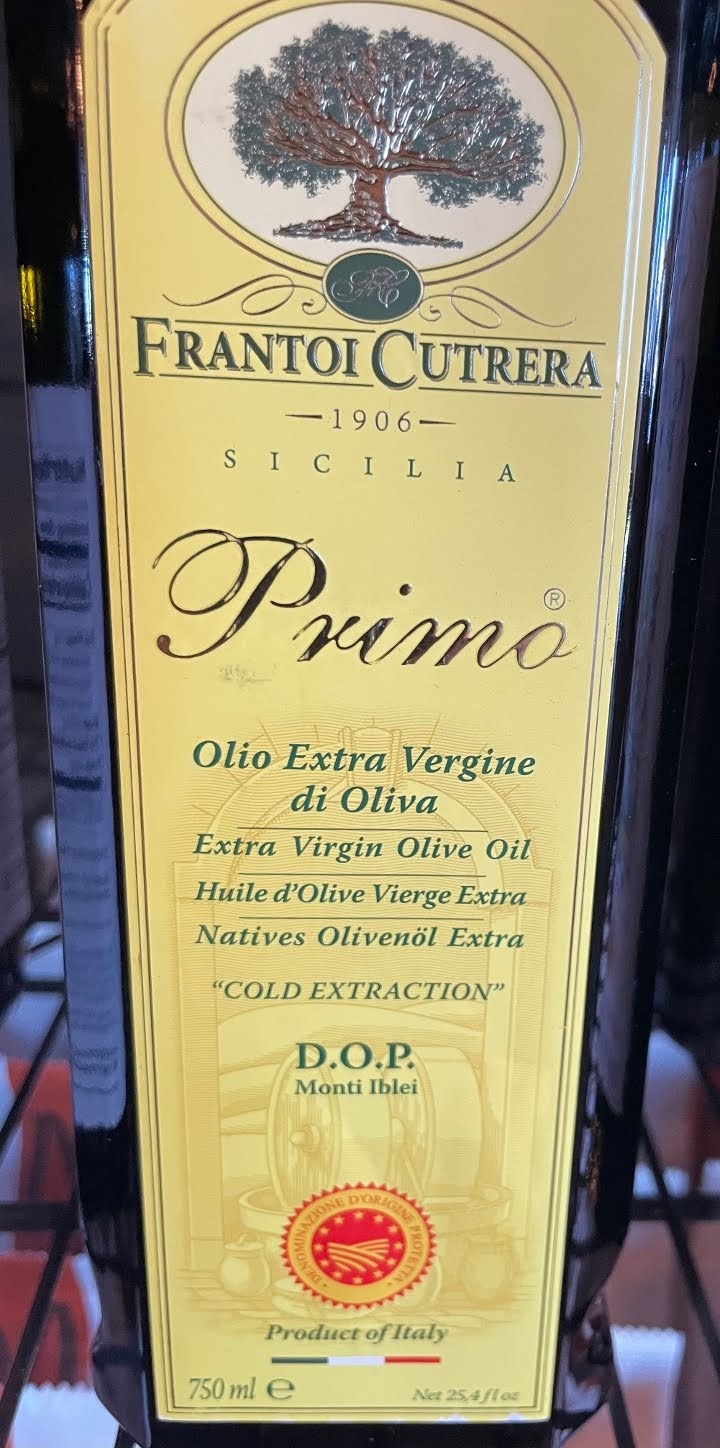 FRANTOI CUTRERA
1906
SICILIA
Primo®
Olio Extra Vergine
di Oliva
Extra Virgin Olive Oil
Huile d'Olive Vierge Extra
Natives Olivenöl Extra
"COLD EXTRACTION"
D.O.P.
Monti Iblei
DENOMINAZIONE D'ORIGINE PROTETTA
Product of Italy
750 ml ℮
Net 25,4 fl oz